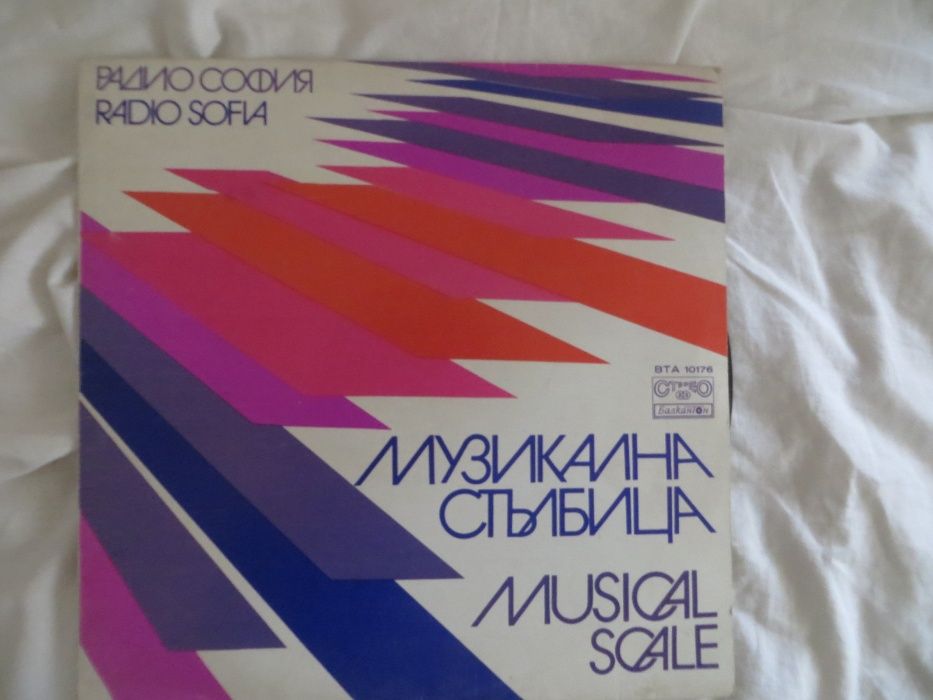 РАДИО СОФИЯ
RADIO SOFIA
ВТА 10176
СТЕРЕО
Балкантон
МУЗИКАЛНА
СТЪЛБИЦА
MUSICAL
SCALE